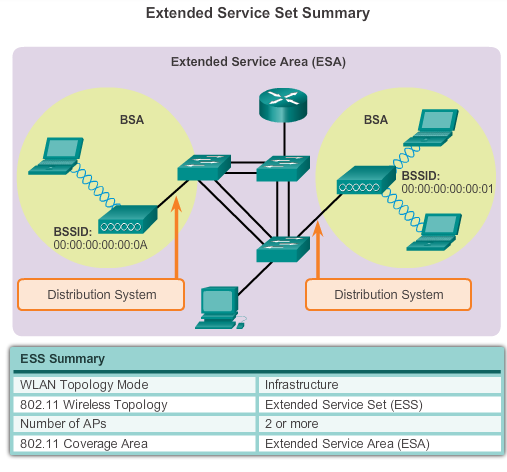 Extended Service Set Summary
Extended Service Area (ESA)
BSA
BSA
BSSID:
00:00:00:00:00:01
BSSID:
00:00:00:00:00:0A
Distribution System
Distribution System
ESS Summary
WLAN Topology Mode Infrastructure
802.11 Wireless Topology Extended Service Set (ESS)
Number of APs 2 or more
802.11 Coverage Area Extended Service Area (ESA)